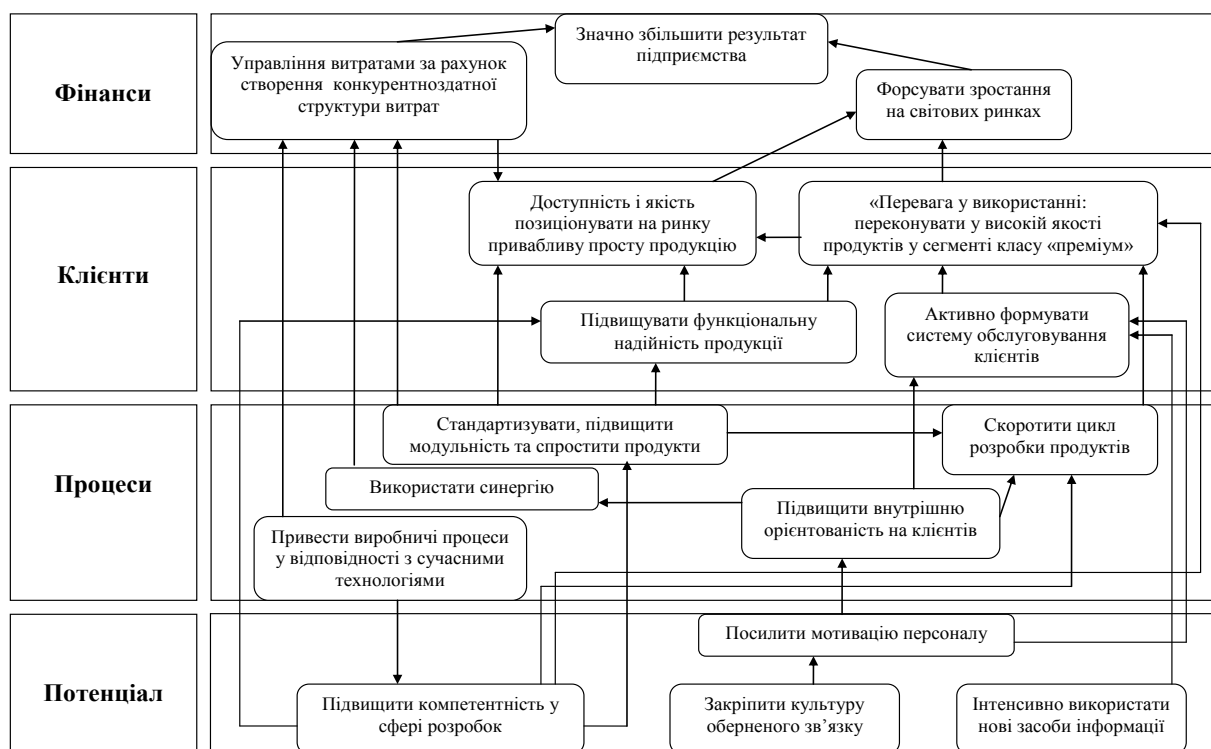 Фінанси
Значно збільшити результат
підприємства
Управління витратами за рахунок
створення конкурентноздатної
структури витрат
Форсувати зростання
на світових ринках
Клієнти
Доступність і якість
позиціонувати на ринку
привабливу просту продукцію
«Перевага у використанні:
переконувати у високій якості
продуктів у сегменті класу «преміум»
Підвищувати функціональну
надійність продукції
Активно формувати
систему обслуговування
клієнтів
Процеси
Стандартизувати, підвищити
модульність та спростити продукти
Скоротити цикл
розробки продуктів
Використати синергію
Підвищити внутрішню
орієнтованість на клієнтів
Привести виробничі процеси
у відповідності з сучасними
технологіями
Потенціал
Посилити мотивацію персоналу
Підвищити компетентність у
сфері розробок
Закріпити культуру
оберненого зв’язку
Інтенсивно використати
нові засоби інформації